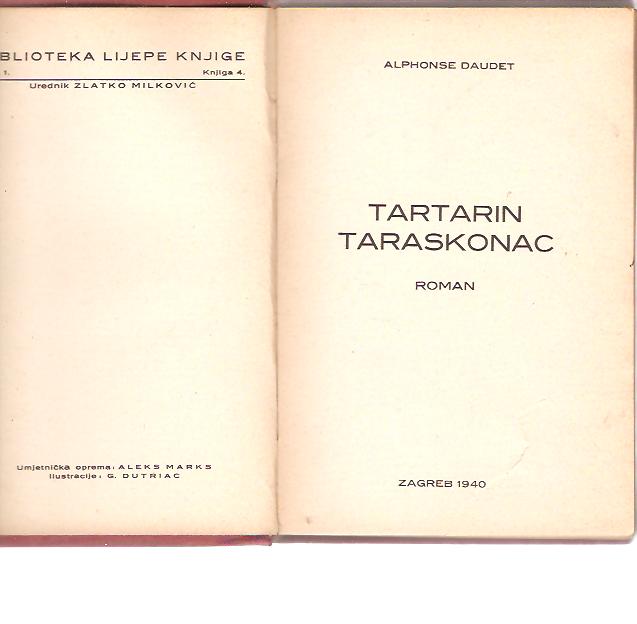 BLIOTEKA LIJEPE KNJIGE
1. Knjiga 4.
Urednik ZLATKO MILKOVIĆ
Umjetnička oprema: ALEKS MARKS
Ilustracije: G. DUTRIAC
ALPHONSE DAUDET
TARTARIN
TARASKONAC
ROMAN
ZAGREB 1940